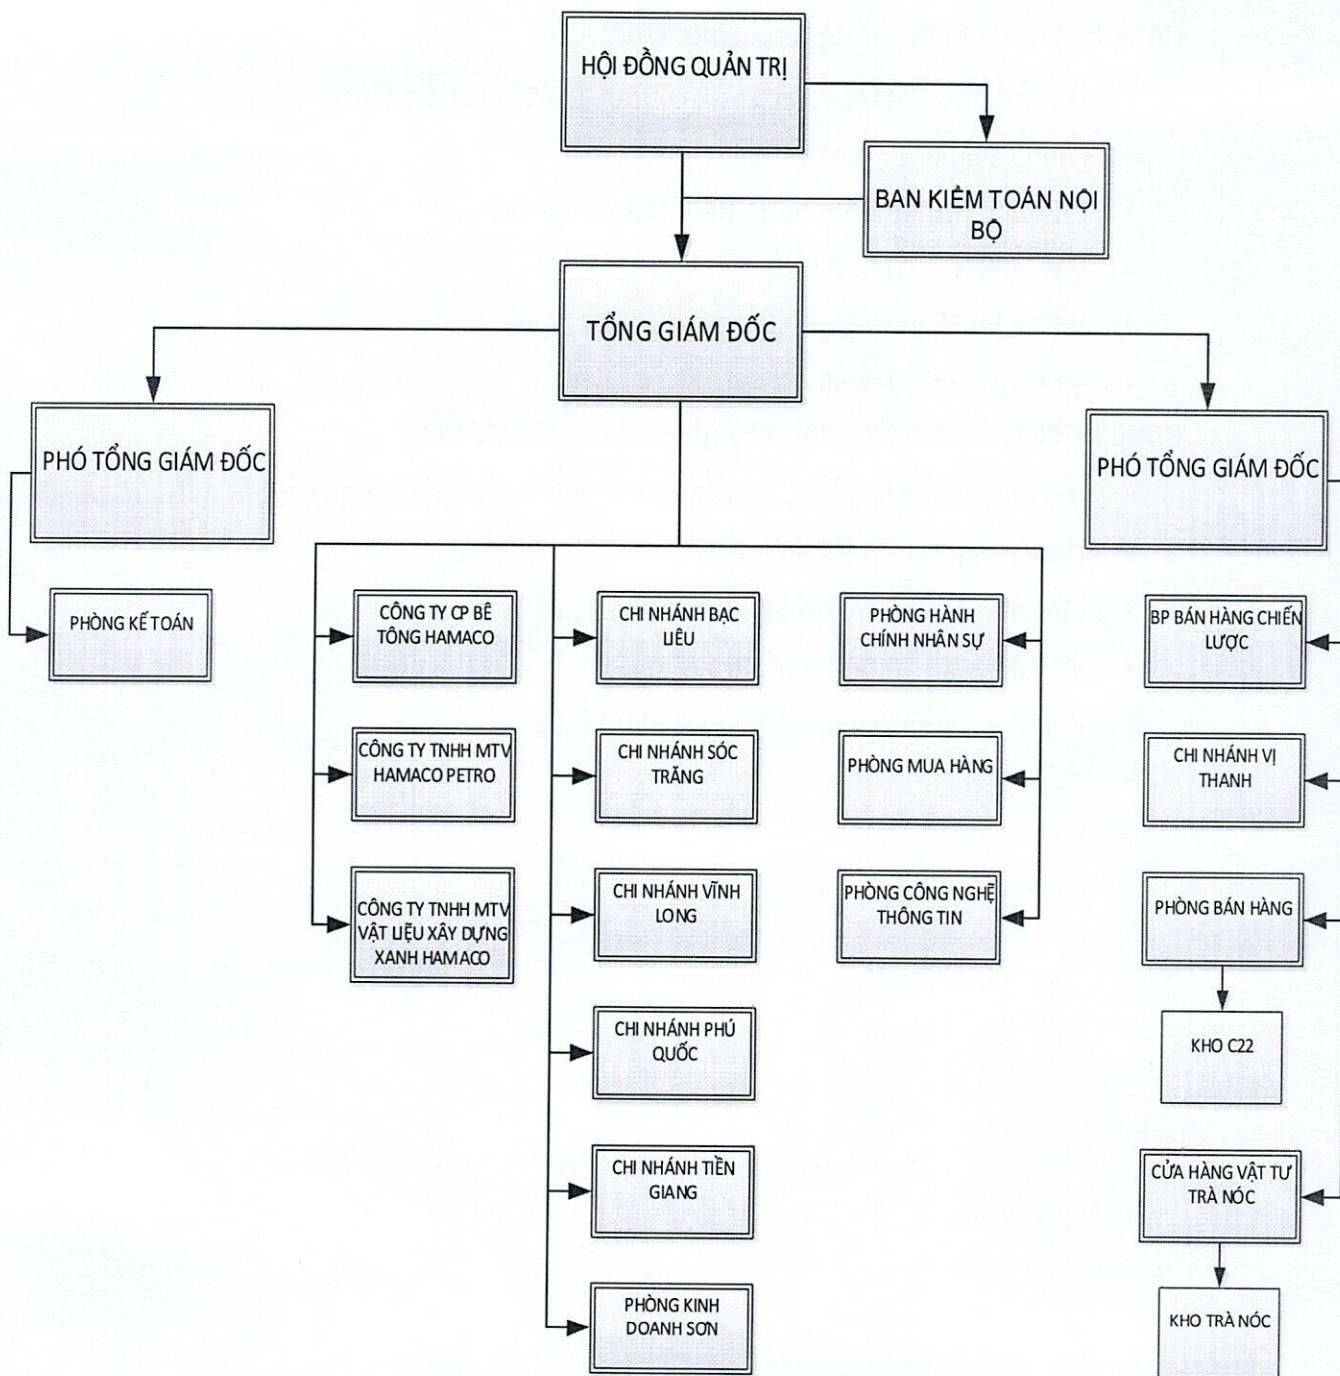 HỘI ĐỒNG QUẢN TRỊ
BAN KIỂM TOÁN NỘI
BỘ
TỔNG GIÁM ĐỐC
PHÓ TỔNG GIÁM ĐỐC
PHÓ TỔNG GIÁM ĐỐC
PHÒNG KẾ TOÁN
CÔNG TY CP BÊ
TÔNG HAMACO
CÔNG TY TNHH MTV
HAMACO PETRO
CÔNG TY TNHH MTV
VẬT LIỆU XÂY DỰNG
XANH HAMACO
CHI NHÁNH BẠC
LIÊU
CHI NHÁNH SÓC
TRĂNG
CHI NHÁNH VĨNH
LONG
CHI NHÁNH PHÚ
QUỐC
CHI NHÁNH TIỀN
GIANG
PHÒNG KINH
DOANH SƠN
PHÒNG HÀNH
CHÍNH NHÂN SỰ
PHÒNG MUA HÀNG
PHÒNG CÔNG NGHỆ
THÔNG TIN
BP BÁN HÀNG CHIẾN
LƯỢC
CHI NHÁNH VỊ
THANH
PHÒNG BÁN HÀNG
KHO C22
CỬA HÀNG VẬT TƯ
TRÀ NÓC
KHO TRÀ NÓC